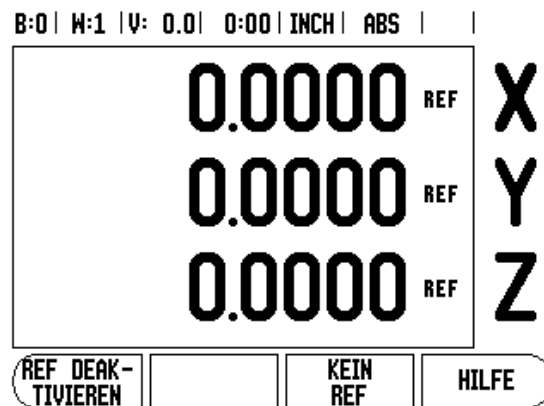 B:0| W:1 |V: 0.0| 0:00| INCH| ABS | |
0.0000 REF X
0.0000 REF Y
0.0000 REF Z
REF DEAK-
TIVIEREN
KEIN
REF
HILFE